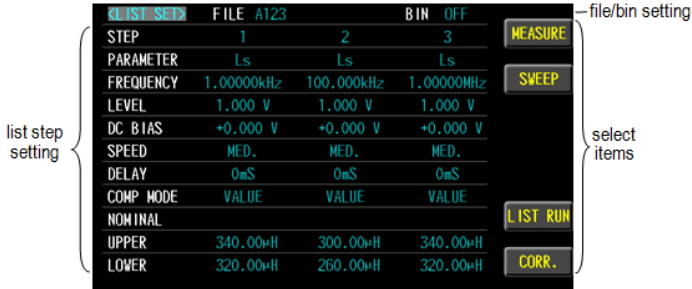 <LIST SET> FILE A123 BIN OFF
file/bin setting
STEP 1 2 3
MEASURE
PARAMETER Ls Ls Ls
FREQUENCY 1.00000kHz 100.000kHz 1.00000MHz
SWEEP
LEVEL 1.000 V 1.000 V 1.000 V
DC BIAS +0.000 V +0.000 V +0.000 V
list step
setting
select
items
SPEED MED. MED. MED.
DELAY 0mS 0mS 0mS
COMP MODE VALUE VALUE VALUE
NOMINAL
LIST RUN
UPPER 340.00µH 300.00µH 340.00µH
LOWER 320.00µH 260.00µH 320.00µH
CORR.